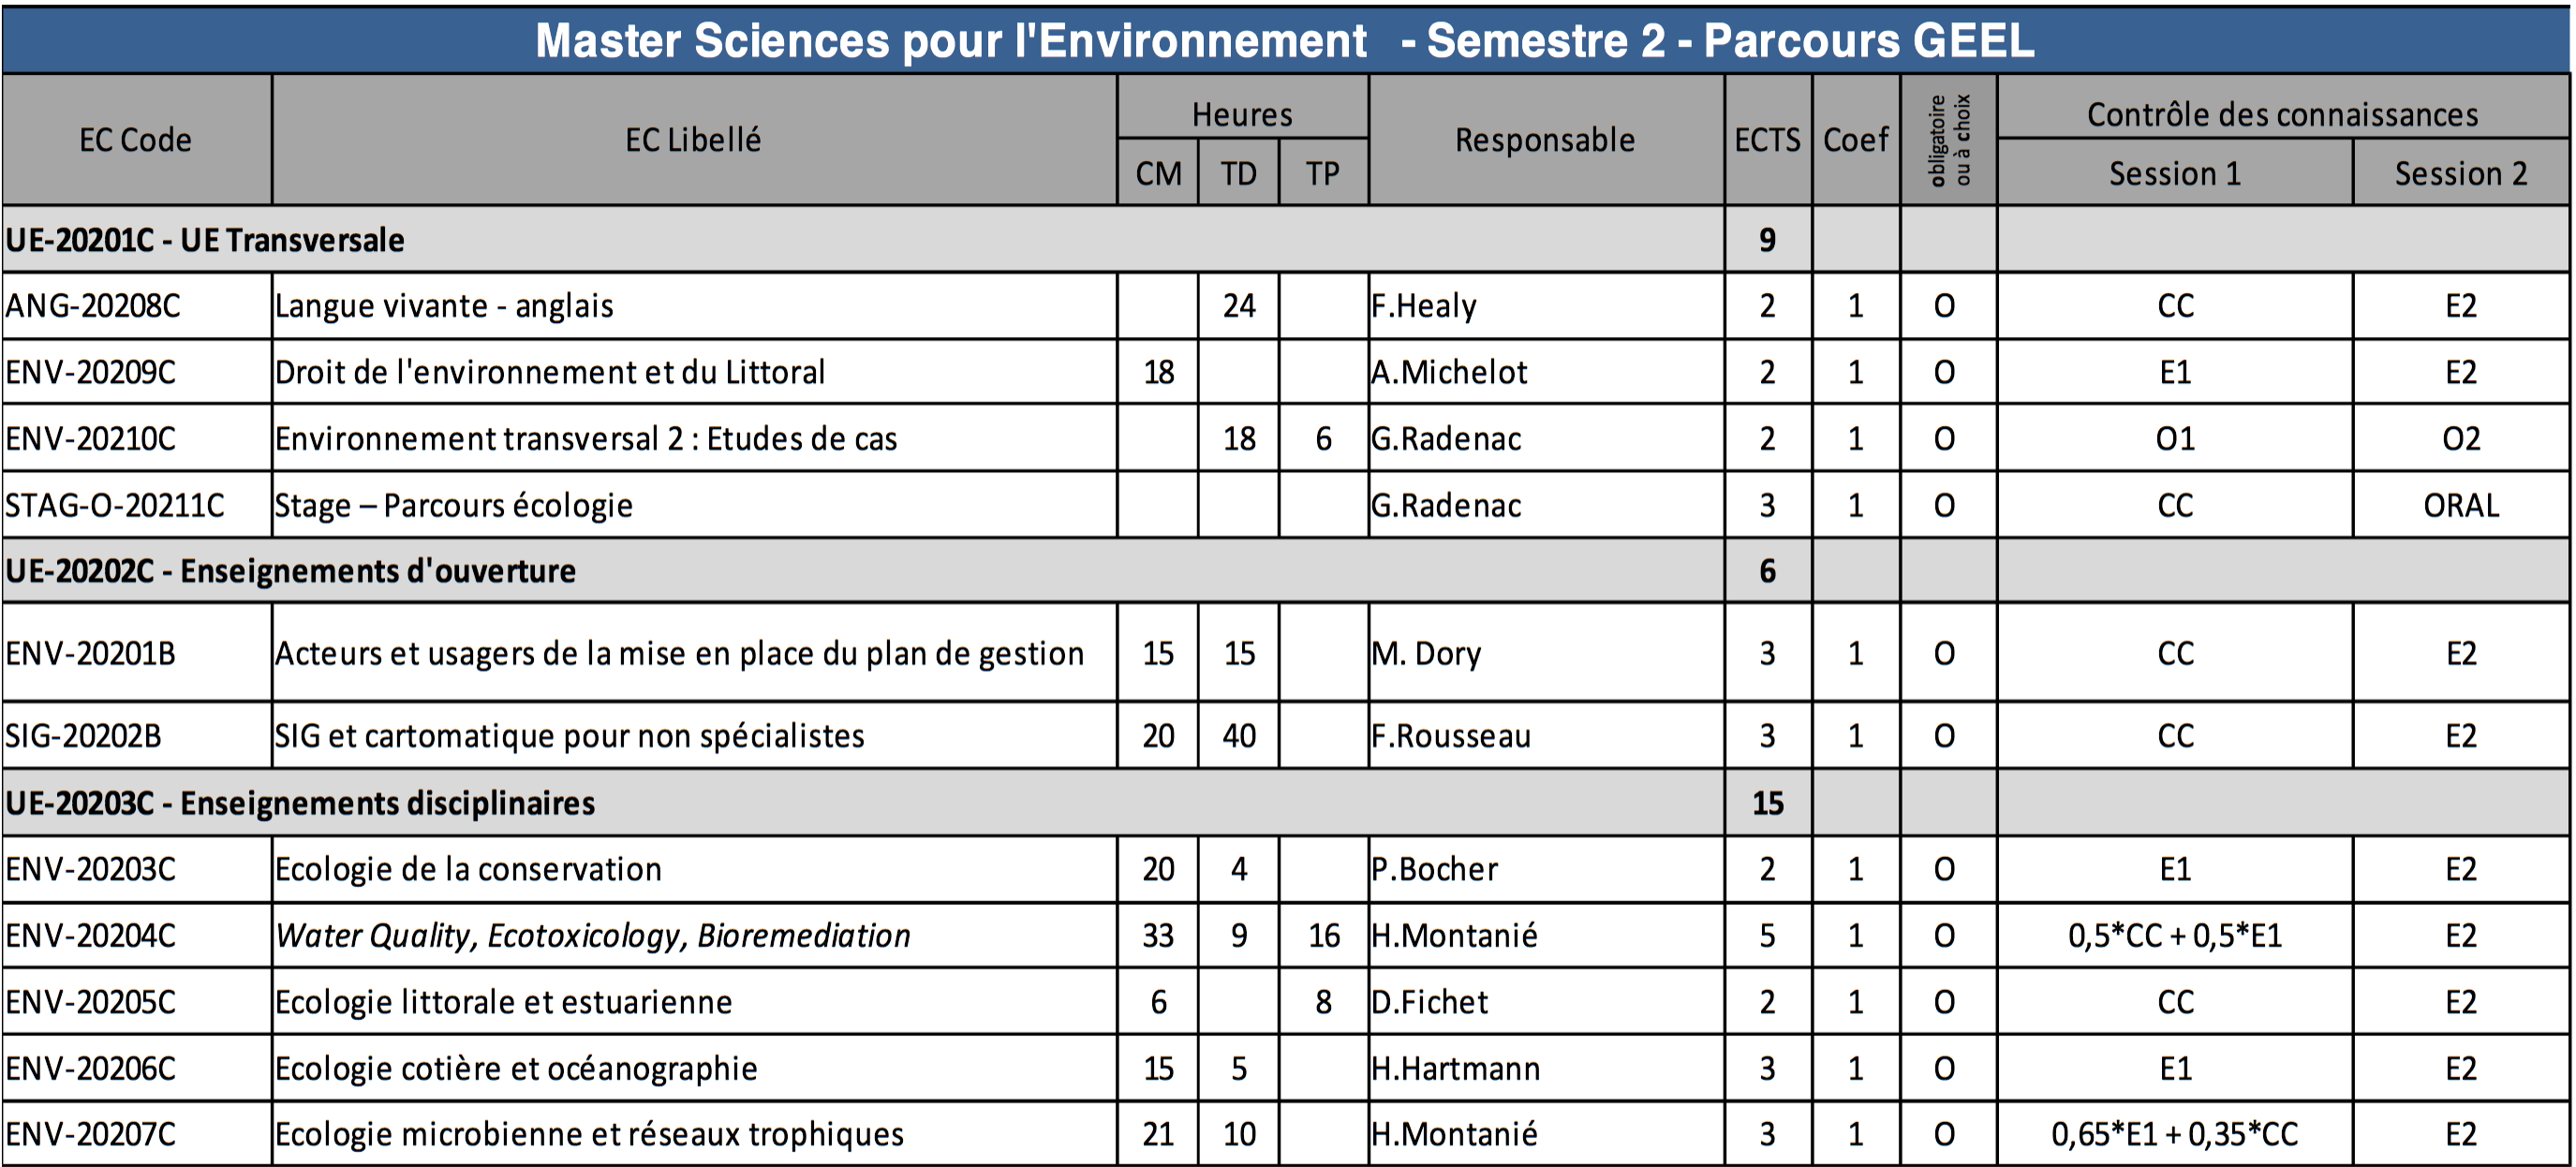 Master Sciences pour l'Environnement - Semestre 2 - Parcours GEEL
EC Code EC Libellé Heures Responsable ECTS Coef obligatoire ou à choix Contrôle des connaissances
CM TD TP Session 1 Session 2
UE-20201C - UE Transversale 9
ANG-20208C Langue vivante - anglais 24 F.Healy 2 1 O CC E2
ENV-20209C Droit de l'environnement et du Littoral 18 A.Michelot 2 1 O E1 E2
ENV-20210C Environnement transversal 2 : Etudes de cas 18 6 G.Radenac 2 1 O O1 O2
STAG-O-20211C Stage – Parcours écologie G.Radenac 3 1 O CC ORAL
UE-20202C - Enseignements d'ouverture 6
ENV-20201B Acteurs et usagers de la mise en place du plan de gestion 15 15 M. Dory 3 1 O CC E2
SIG-20202B SIG et cartomatique pour non spécialistes 20 40 F.Rousseau 3 1 O CC E2
UE-20203C - Enseignements disciplinaires 15
ENV-20203C Ecologie de la conservation 20 4 P.Bocher 2 1 O E1 E2
ENV-20204C Water Quality, Ecotoxicology, Bioremediation 33 9 16 H.Montanié 5 1 O 0,5*CC + 0,5*E1 E2
ENV-20205C Ecologie littorale et estuarienne 6 8 D.Fichet 2 1 O CC E2
ENV-20206C Ecologie cotière et océanographie 15 5 H.Hartmann 3 1 O E1 E2
ENV-20207C Ecologie microbienne et réseaux trophiques 21 10 H.Montanié 3 1 O 0,65*E1 + 0,35*CC E2